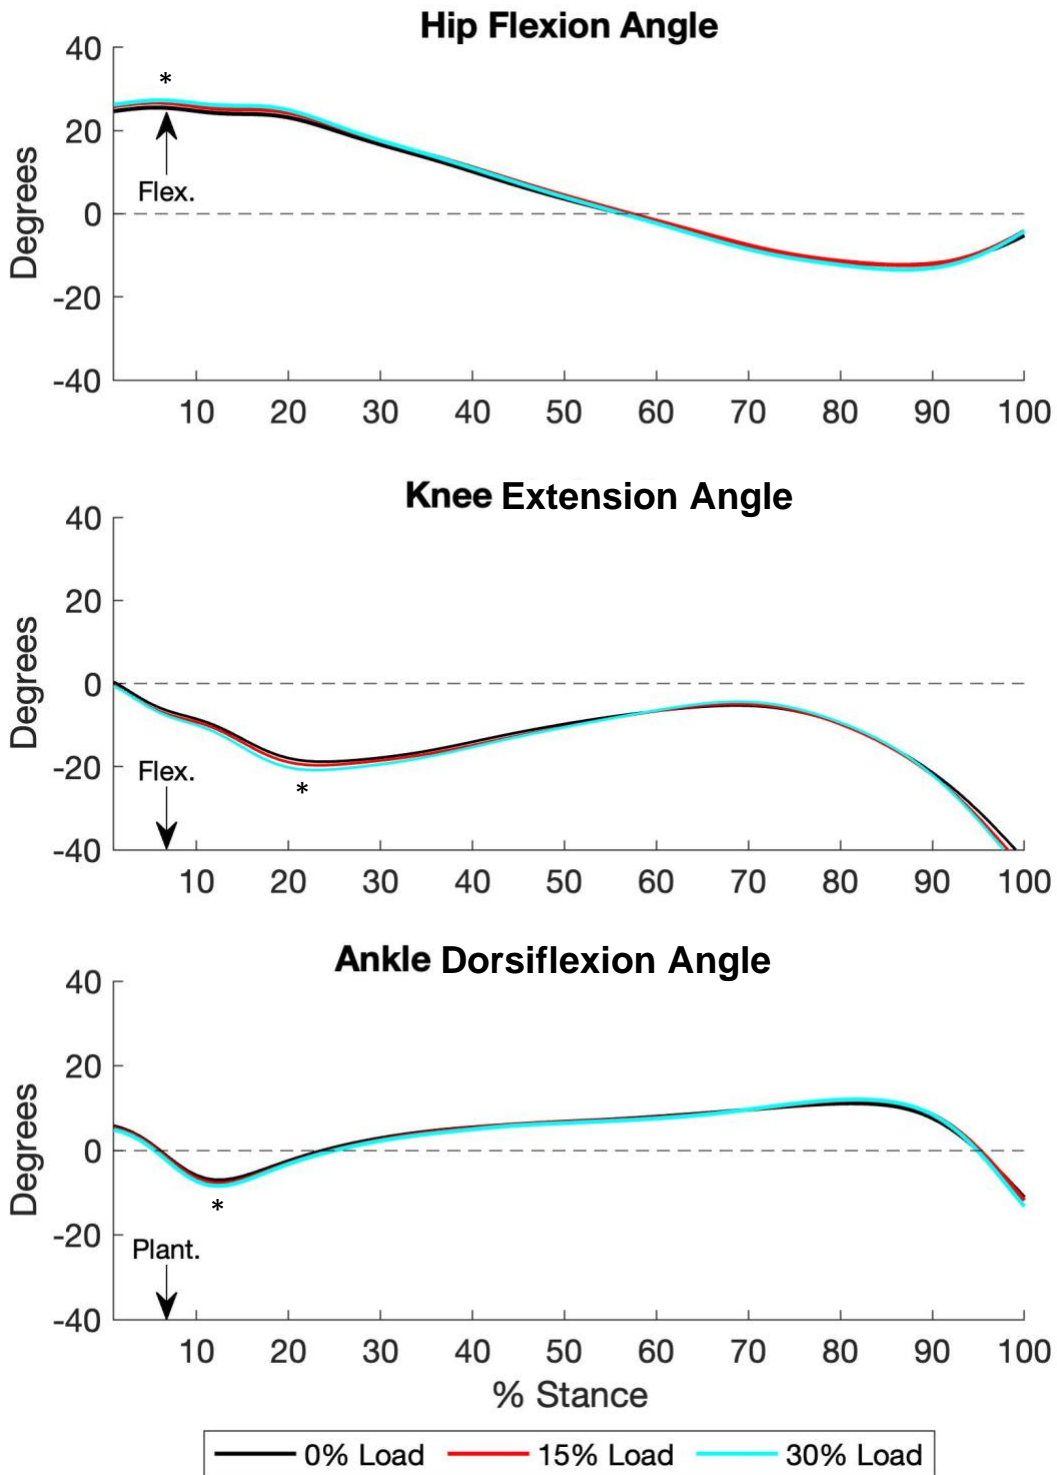 Hip Flexion Angle
40
20
0
-20
-40
Degrees
*
Flex.
10 20 30 40 50 60 70 80 90 100
Knee Extension Angle
40
20
0
-20
-40
Degrees
Flex.
*
10 20 30 40 50 60 70 80 90 100
Ankle Dorsiflexion Angle
40
20
0
-20
-40
Degrees
*
Plant.
10 20 30 40 50 60 70 80 90 100
% Stance
0% Load 15% Load 30% Load